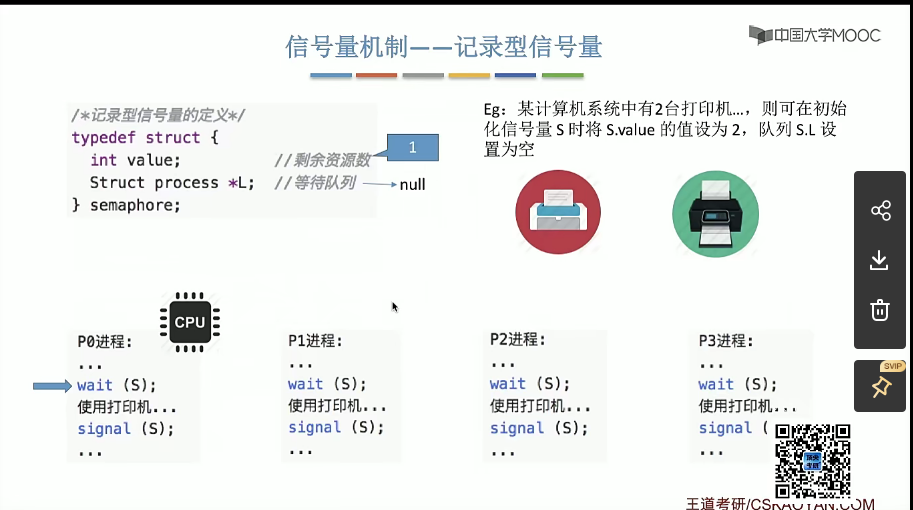 中国大学MOOC
信号量机制——记录型信号量
/*记录型信号量的定义*/
typedef struct {
int value; //剩余资源数
Struct process *L; //等待队列
} semaphore;
1
null
Eg：某计算机系统中有2台打印机...，则可在初始
化信号量 S 时将 S.value 的值设为 2，队列 S.L 设
置为空
CPU
P0进程:
...
wait (S);
使用打印机...
signal (S);
...
P1进程:
...
wait (S);
使用打印机...
signal (S);
...
P2进程:
...
wait (S);
使用打印机...
signal (S);
...
P3进程:
...
wait (S);
使用打印机...
signal (
...
SVIP
王道考研/CSKAOYAN.COM